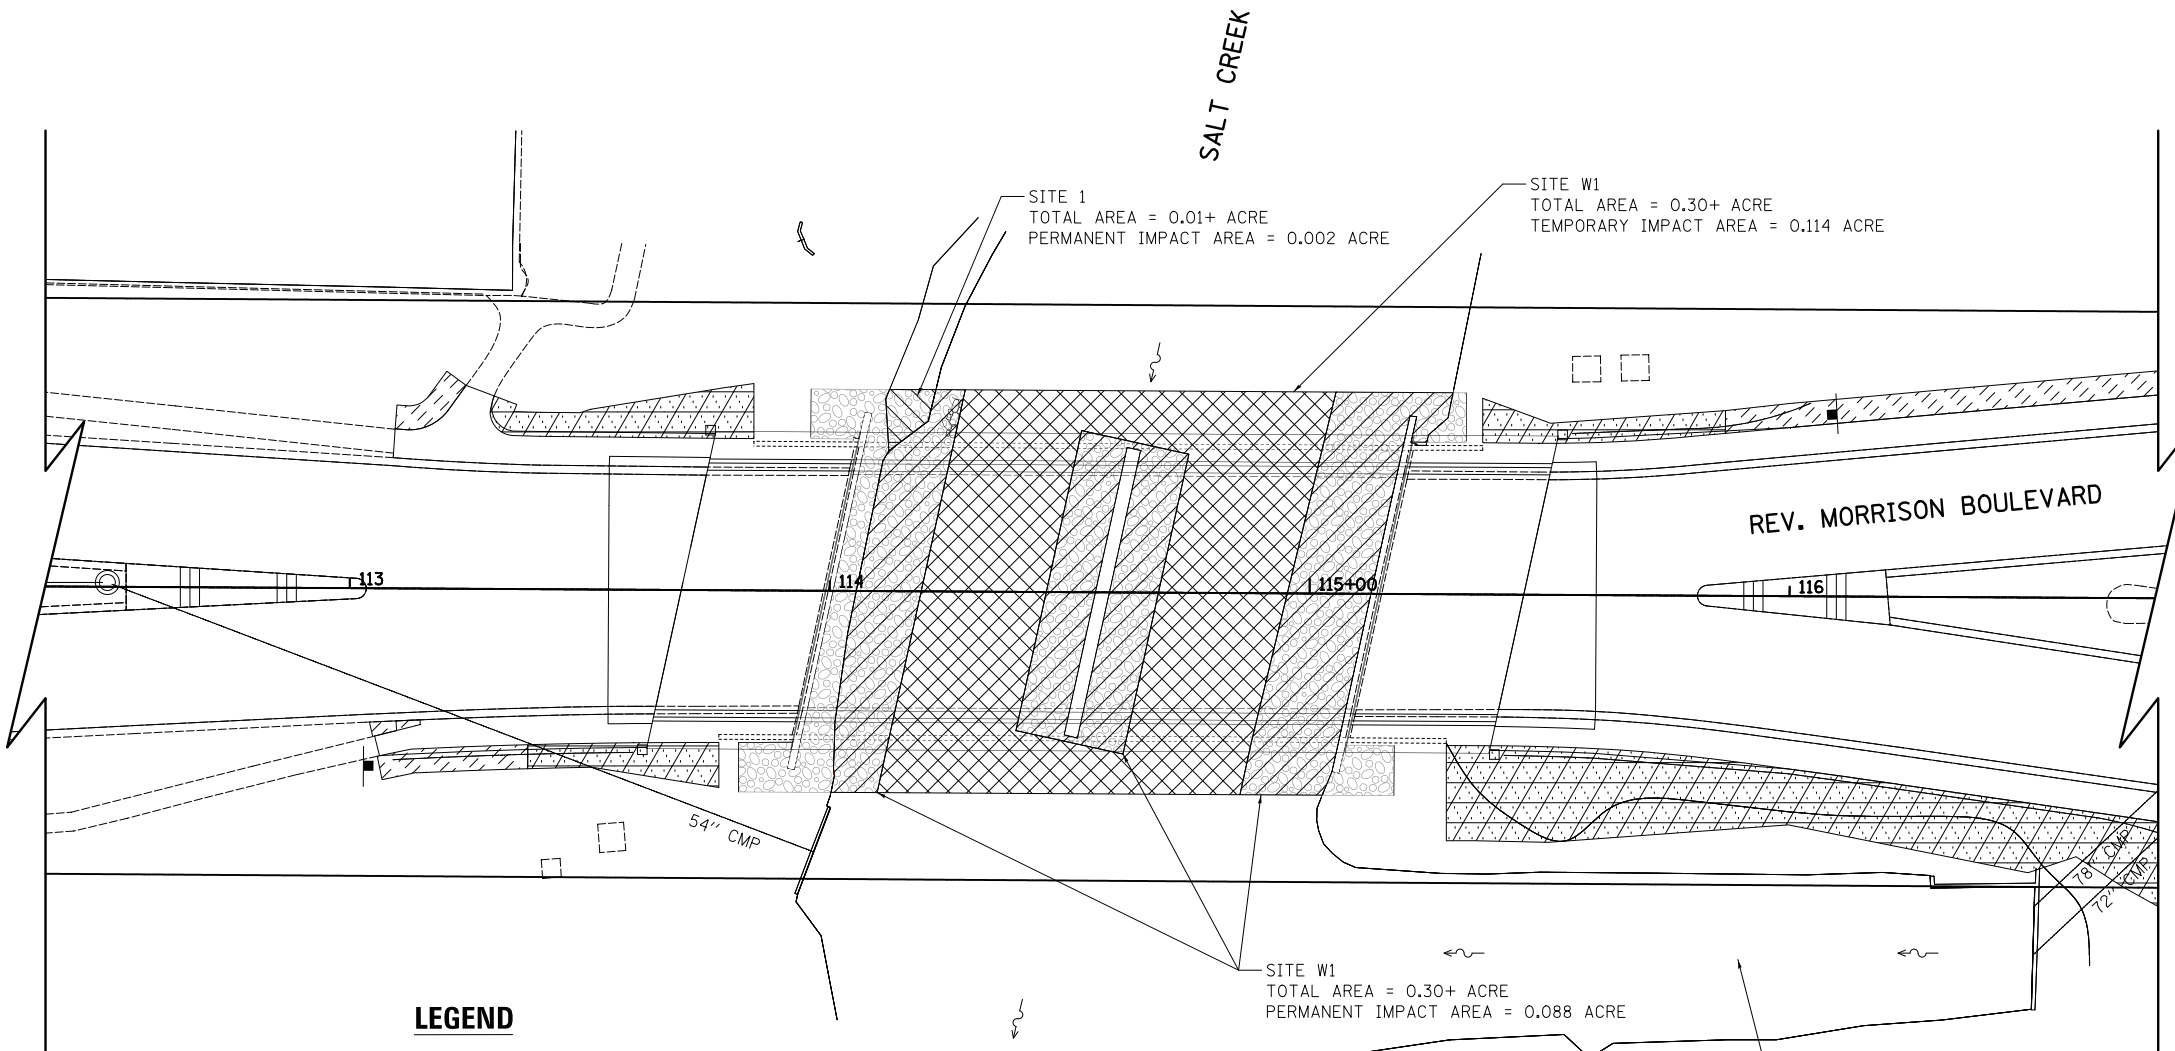 SALT CREEK
SITE 1
TOTAL AREA = 0.01+ ACRE
PERMANENT IMPACT AREA = 0.002 ACRE
SITE W1
TOTAL AREA = 0.30+ ACRE
TEMPORARY IMPACT AREA = 0.114 ACRE
REV. MORRISON BOULEVARD
113
114
115+00
116
54" CMP
78" CMP
72" CMP
SITE W1
TOTAL AREA = 0.30+ ACRE
PERMANENT IMPACT AREA = 0.088 ACRE
LEGEND